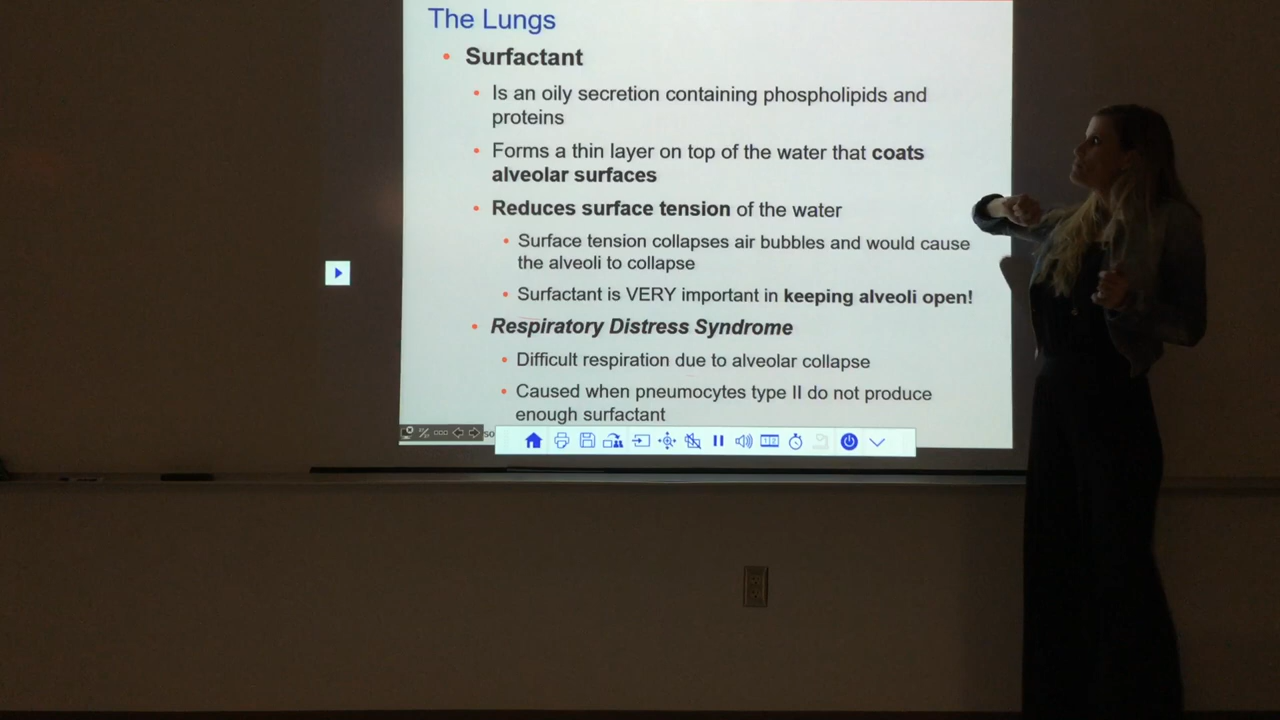 The Lungs
Surfactant
Is an oily secretion containing phospholipids and
proteins
Forms a thin layer on top of the water that coats
alveolar surfaces
Reduces surface tension of the water
Surface tension collapses air bubbles and would cause
the alveoli to collapse
Surfactant is VERY important in keeping alveoli open!
Respiratory Distress Syndrome
Difficult respiration due to alveolar collapse
Caused when pneumocytes type II do not produce
enough surfactant
so